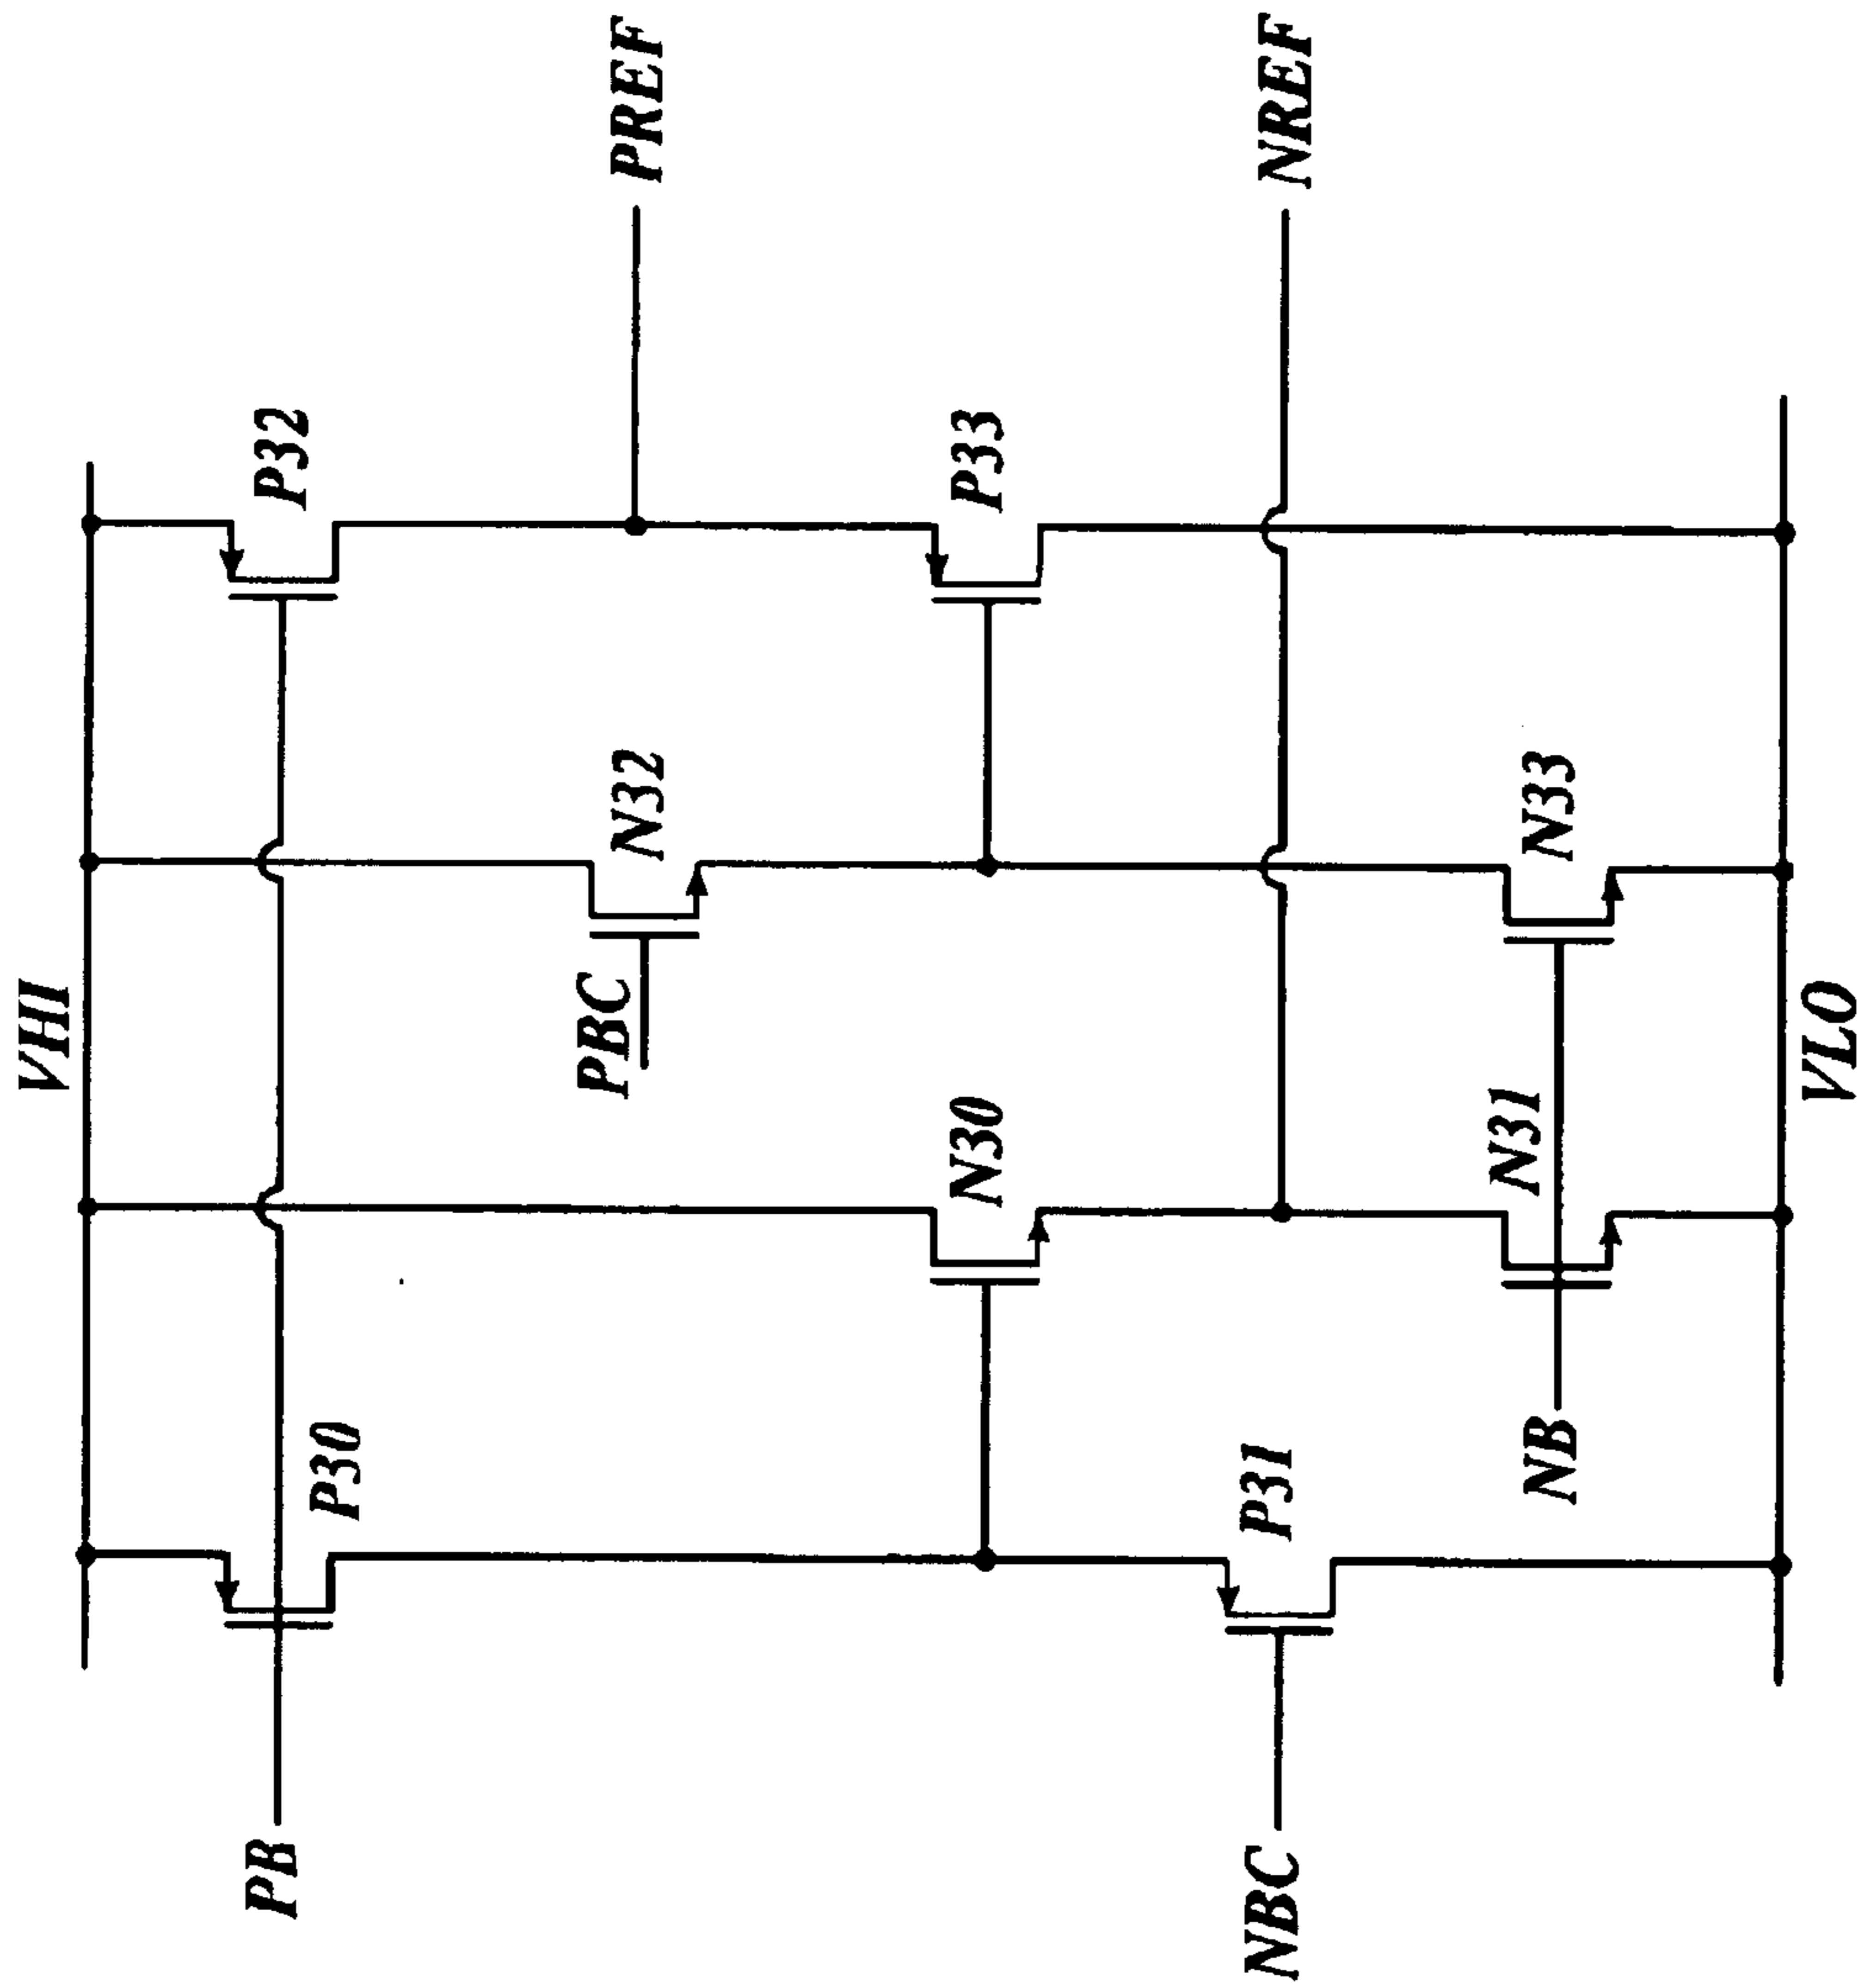 VHI
PB
P30
P32
PBC
N32
PREF
N30
P33
NBC
P31
NREF
NB
N31
N33
VLO